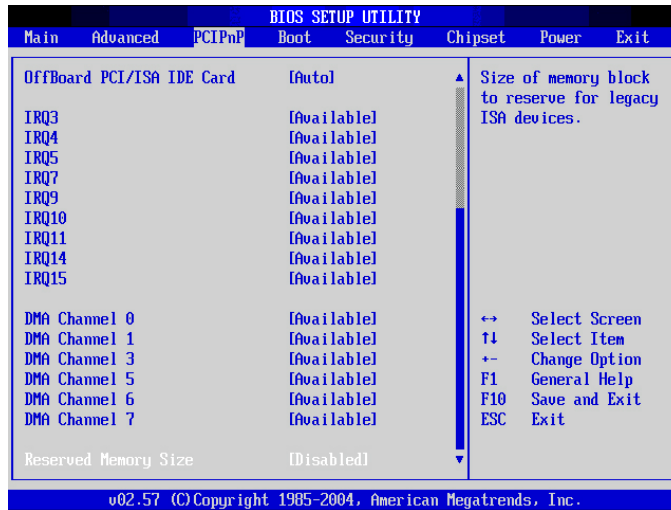 BIOS SETUP UTILITY
Main Advanced PCIPnP Boot Security Chipset Power Exit
OffBoard PCI/ISA IDE Card [Auto]
IRQ3 [Available]
IRQ4 [Available]
IRQ5 [Available]
IRQ7 [Available]
IRQ9 [Available]
IRQ10 [Available]
IRQ11 [Available]
IRQ14 [Available]
IRQ15 [Available]
DMA Channel 0 [Available]
DMA Channel 1 [Available]
DMA Channel 3 [Available]
DMA Channel 5 [Available]
DMA Channel 6 [Available]
DMA Channel 7 [Available]
Reserved Memory Size [Disabled]
Size of memory block
to reserve for legacy
ISA devices.
↔ Select Screen
↑↓ Select Item
+- Change Option
F1 General Help
F10 Save and Exit
ESC Exit
v02.57 (C)Copyright 1985-2004, American Megatrends, Inc.